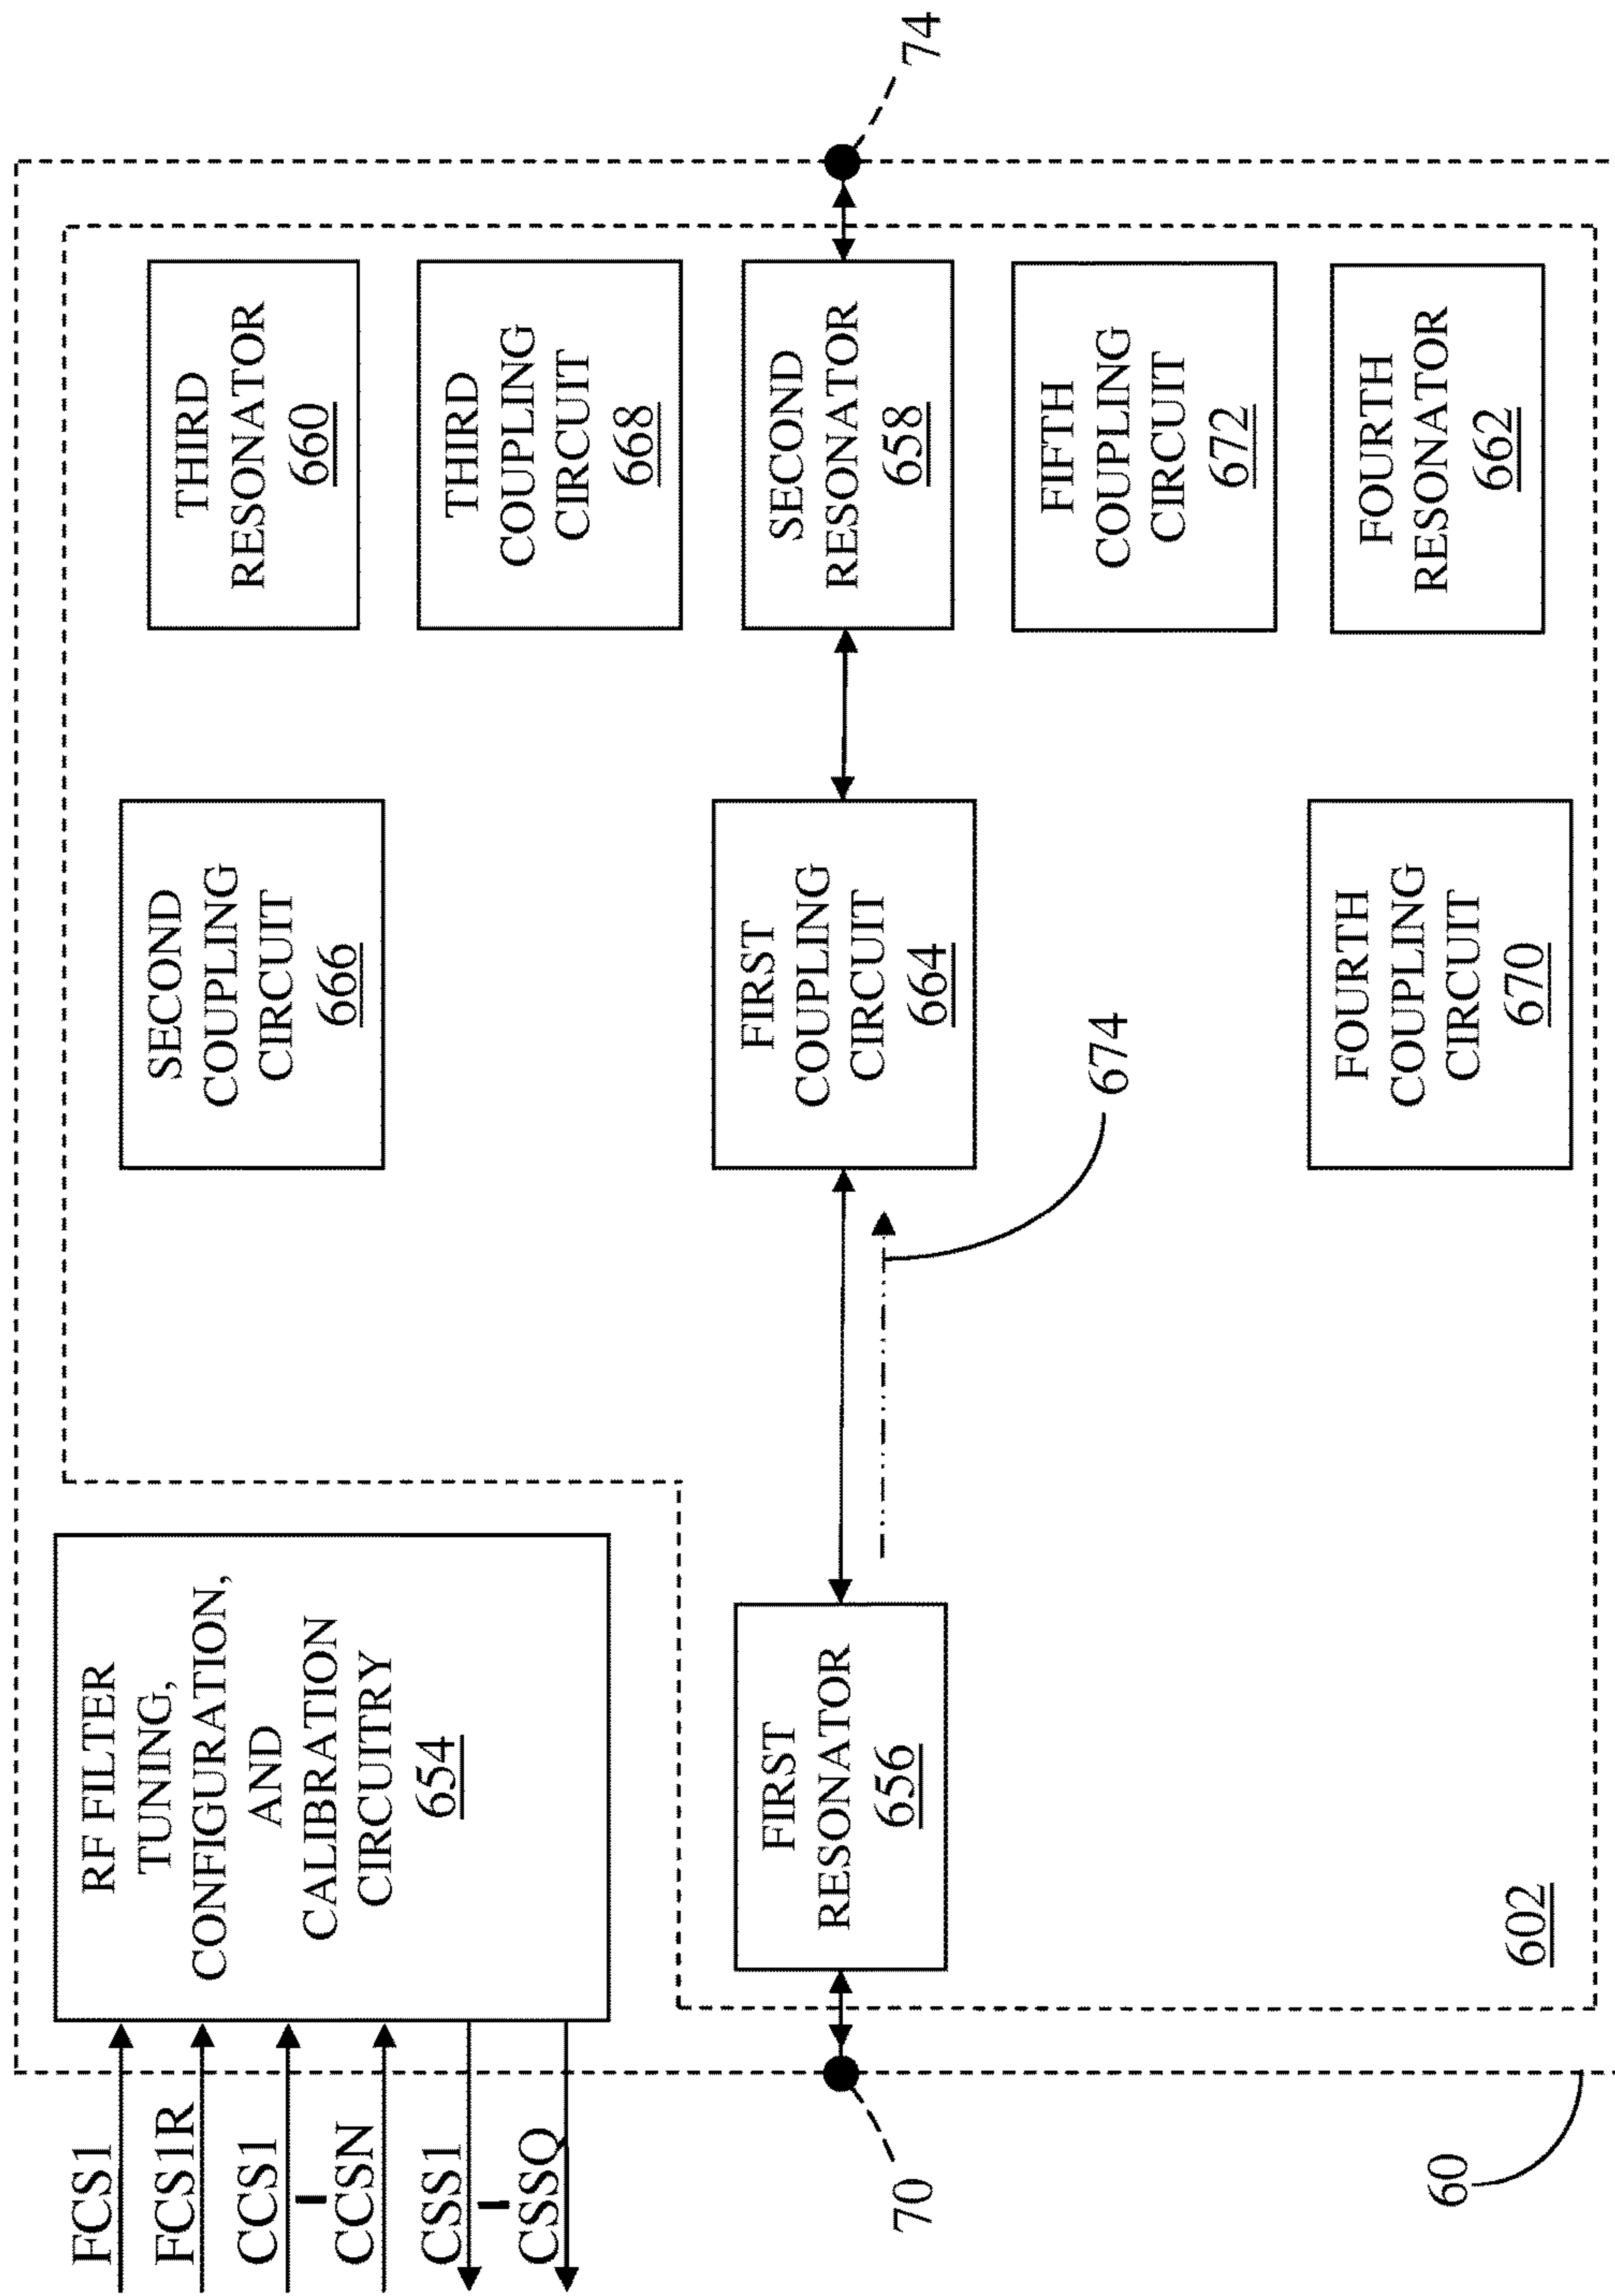 FCS1
FCS1R
CCS1
CCSN
CSS1
CSSQ
RF FILTER
TUNING,
CONFIGURATION,
AND
CALIBRATION
CIRCUITRY
654
SECOND
COUPLING
CIRCUIT
666
THIRD
RESONATOR
660
THIRD
COUPLING
CIRCUIT
668
70
FIRST
RESONATOR
656
674
FIRST
COUPLING
CIRCUIT
664
SECOND
RESONATOR
658
74
FIFTH
COUPLING
CIRCUIT
672
FOURTH
COUPLING
CIRCUIT
670
FOURTH
RESONATOR
662
602
60